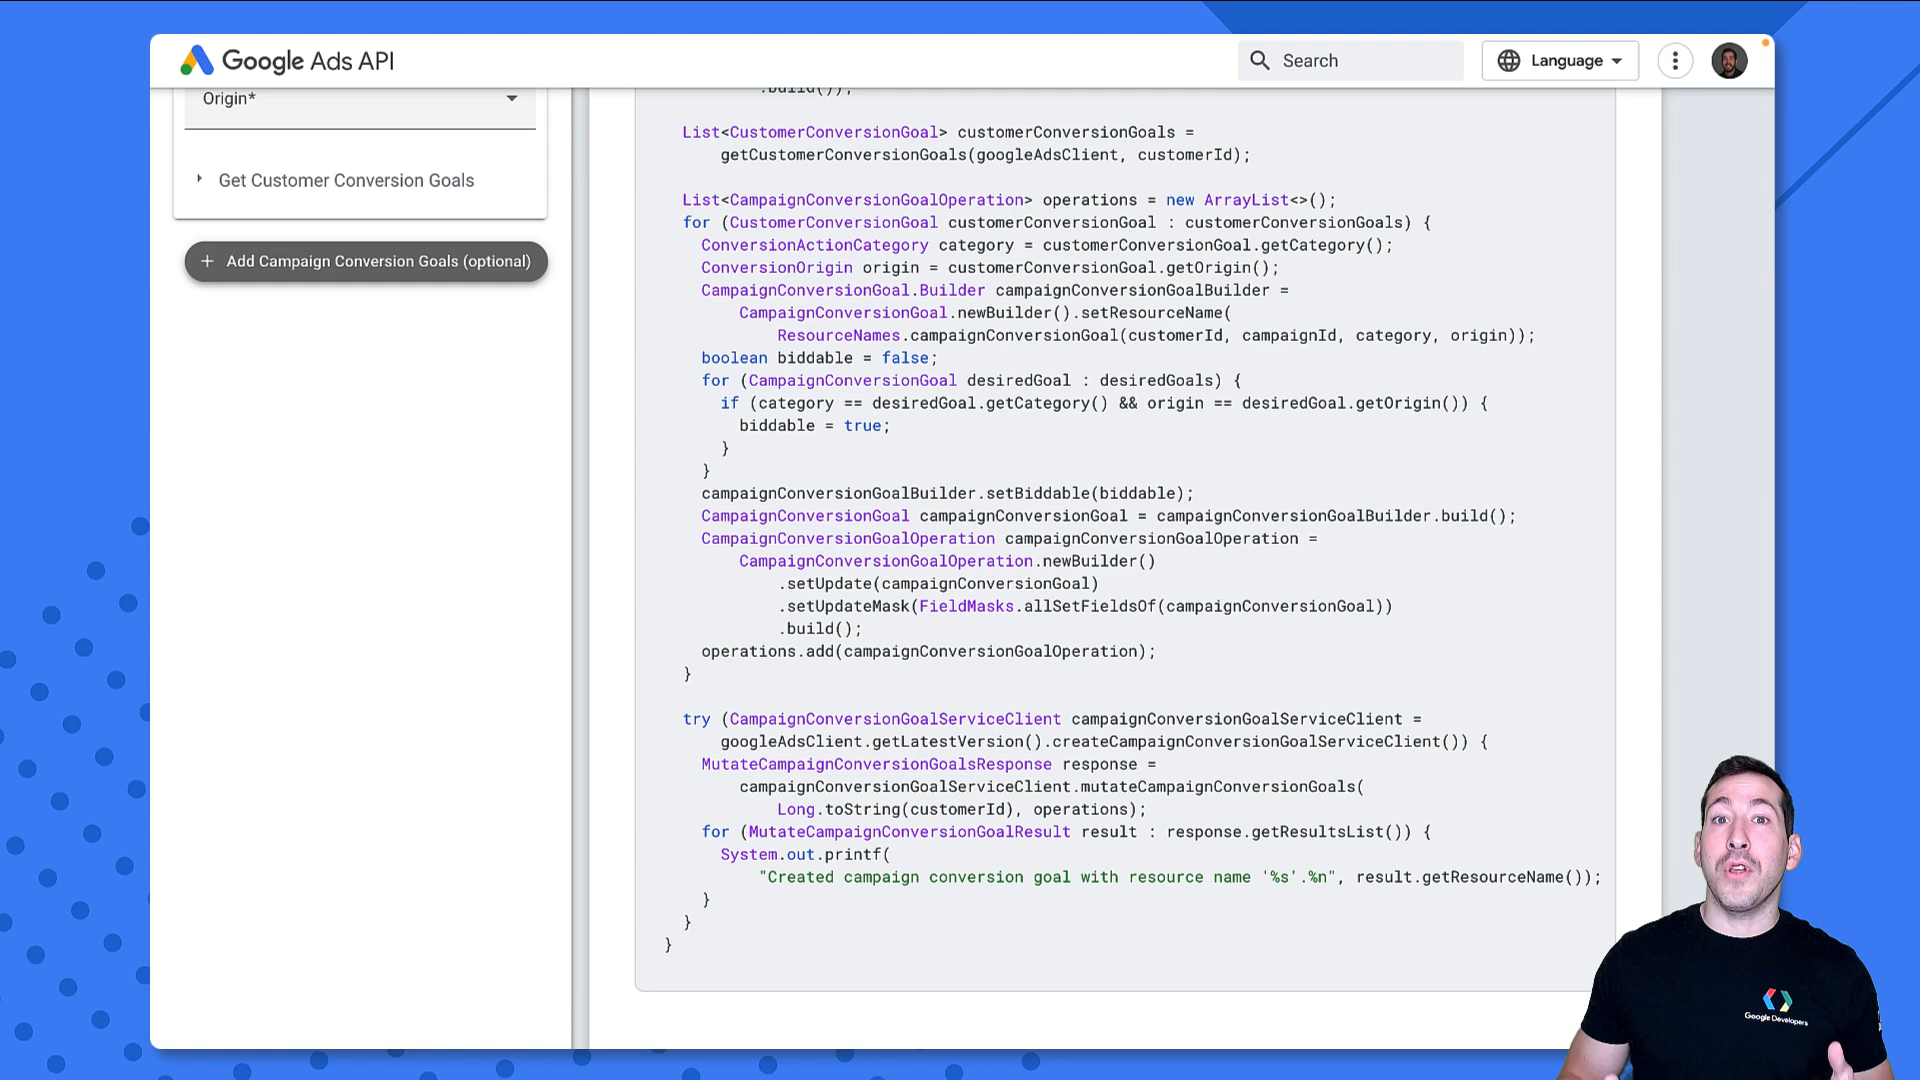 Google Ads API
Search
Language
Origin*
Get Customer Conversion Goals
+ Add Campaign Conversion Goals (optional)
.build());
List<CustomerConversionGoal> customerConversionGoals =
getCustomerConversionGoals(googleAdsClient, customerId);
List<CampaignConversionGoalOperation> operations = new ArrayList<>();
for (CustomerConversionGoal customerConversionGoal : customerConversionGoals) {
ConversionActionCategory category = customerConversionGoal.getCategory();
ConversionOrigin origin = customerConversionGoal.getOrigin();
CampaignConversionGoal.Builder campaignConversionGoalBuilder =
CampaignConversionGoal.newBuilder().setResourceName(
ResourceNames.campaignConversionGoal(customerId, campaignId, category, origin));
boolean biddable = false;
for (CampaignConversionGoal desiredGoal : desiredGoals) {
if (category == desiredGoal.getCategory() && origin == desiredGoal.getOrigin()) {
biddable = true;
}
}
campaignConversionGoalBuilder.setBiddable(biddable);
CampaignConversionGoal campaignConversionGoal = campaignConversionGoalBuilder.build();
CampaignConversionGoalOperation campaignConversionGoalOperation =
CampaignConversionGoalOperation.newBuilder()
.setUpdate(campaignConversionGoal)
.setUpdateMask(FieldMasks.allSetFieldsOf(campaignConversionGoal))
.build();
operations.add(campaignConversionGoalOperation);
}
try (CampaignConversionGoalServiceClient campaignConversionGoalServiceClient =
googleAdsClient.getLatestVersion().createCampaignConversionGoalServiceClient()) {
MutateCampaignConversionGoalsResponse response =
campaignConversionGoalServiceClient.mutateCampaignConversionGoals(
Long.toString(customerId), operations);
for (MutateCampaignConversionGoalResult result : response.getResultsList()) {
System.out.printf(
"Created campaign conversion goal with resource name '%s'.%n", result.getResourceName());
}
}
}
Google Developers